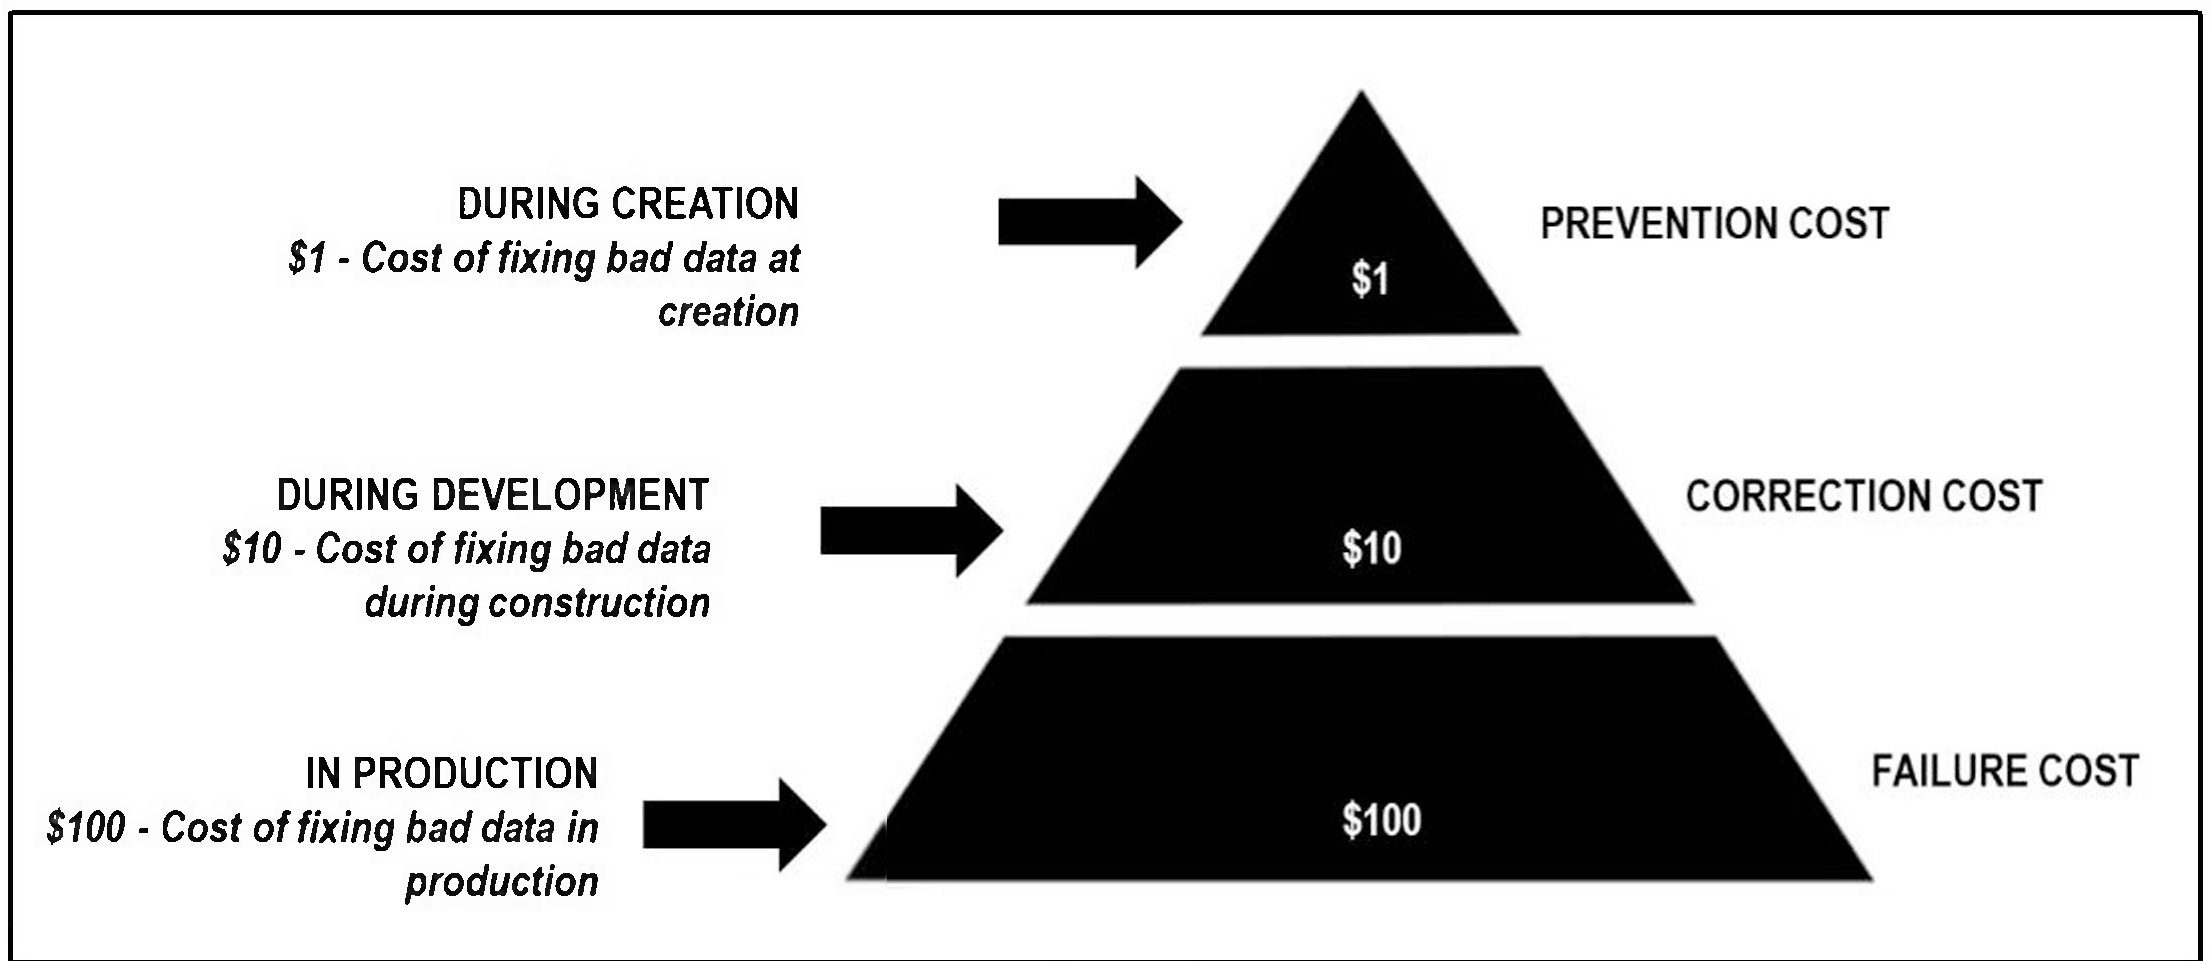 DURING CREATION
$1 - Cost of fixing bad data at
creation
$1
PREVENTION COST
DURING DEVELOPMENT
$10 - Cost of fixing bad data
during construction
$10
CORRECTION COST
IN PRODUCTION
$100 - Cost of fixing bad data in
production
$100
FAILURE COST